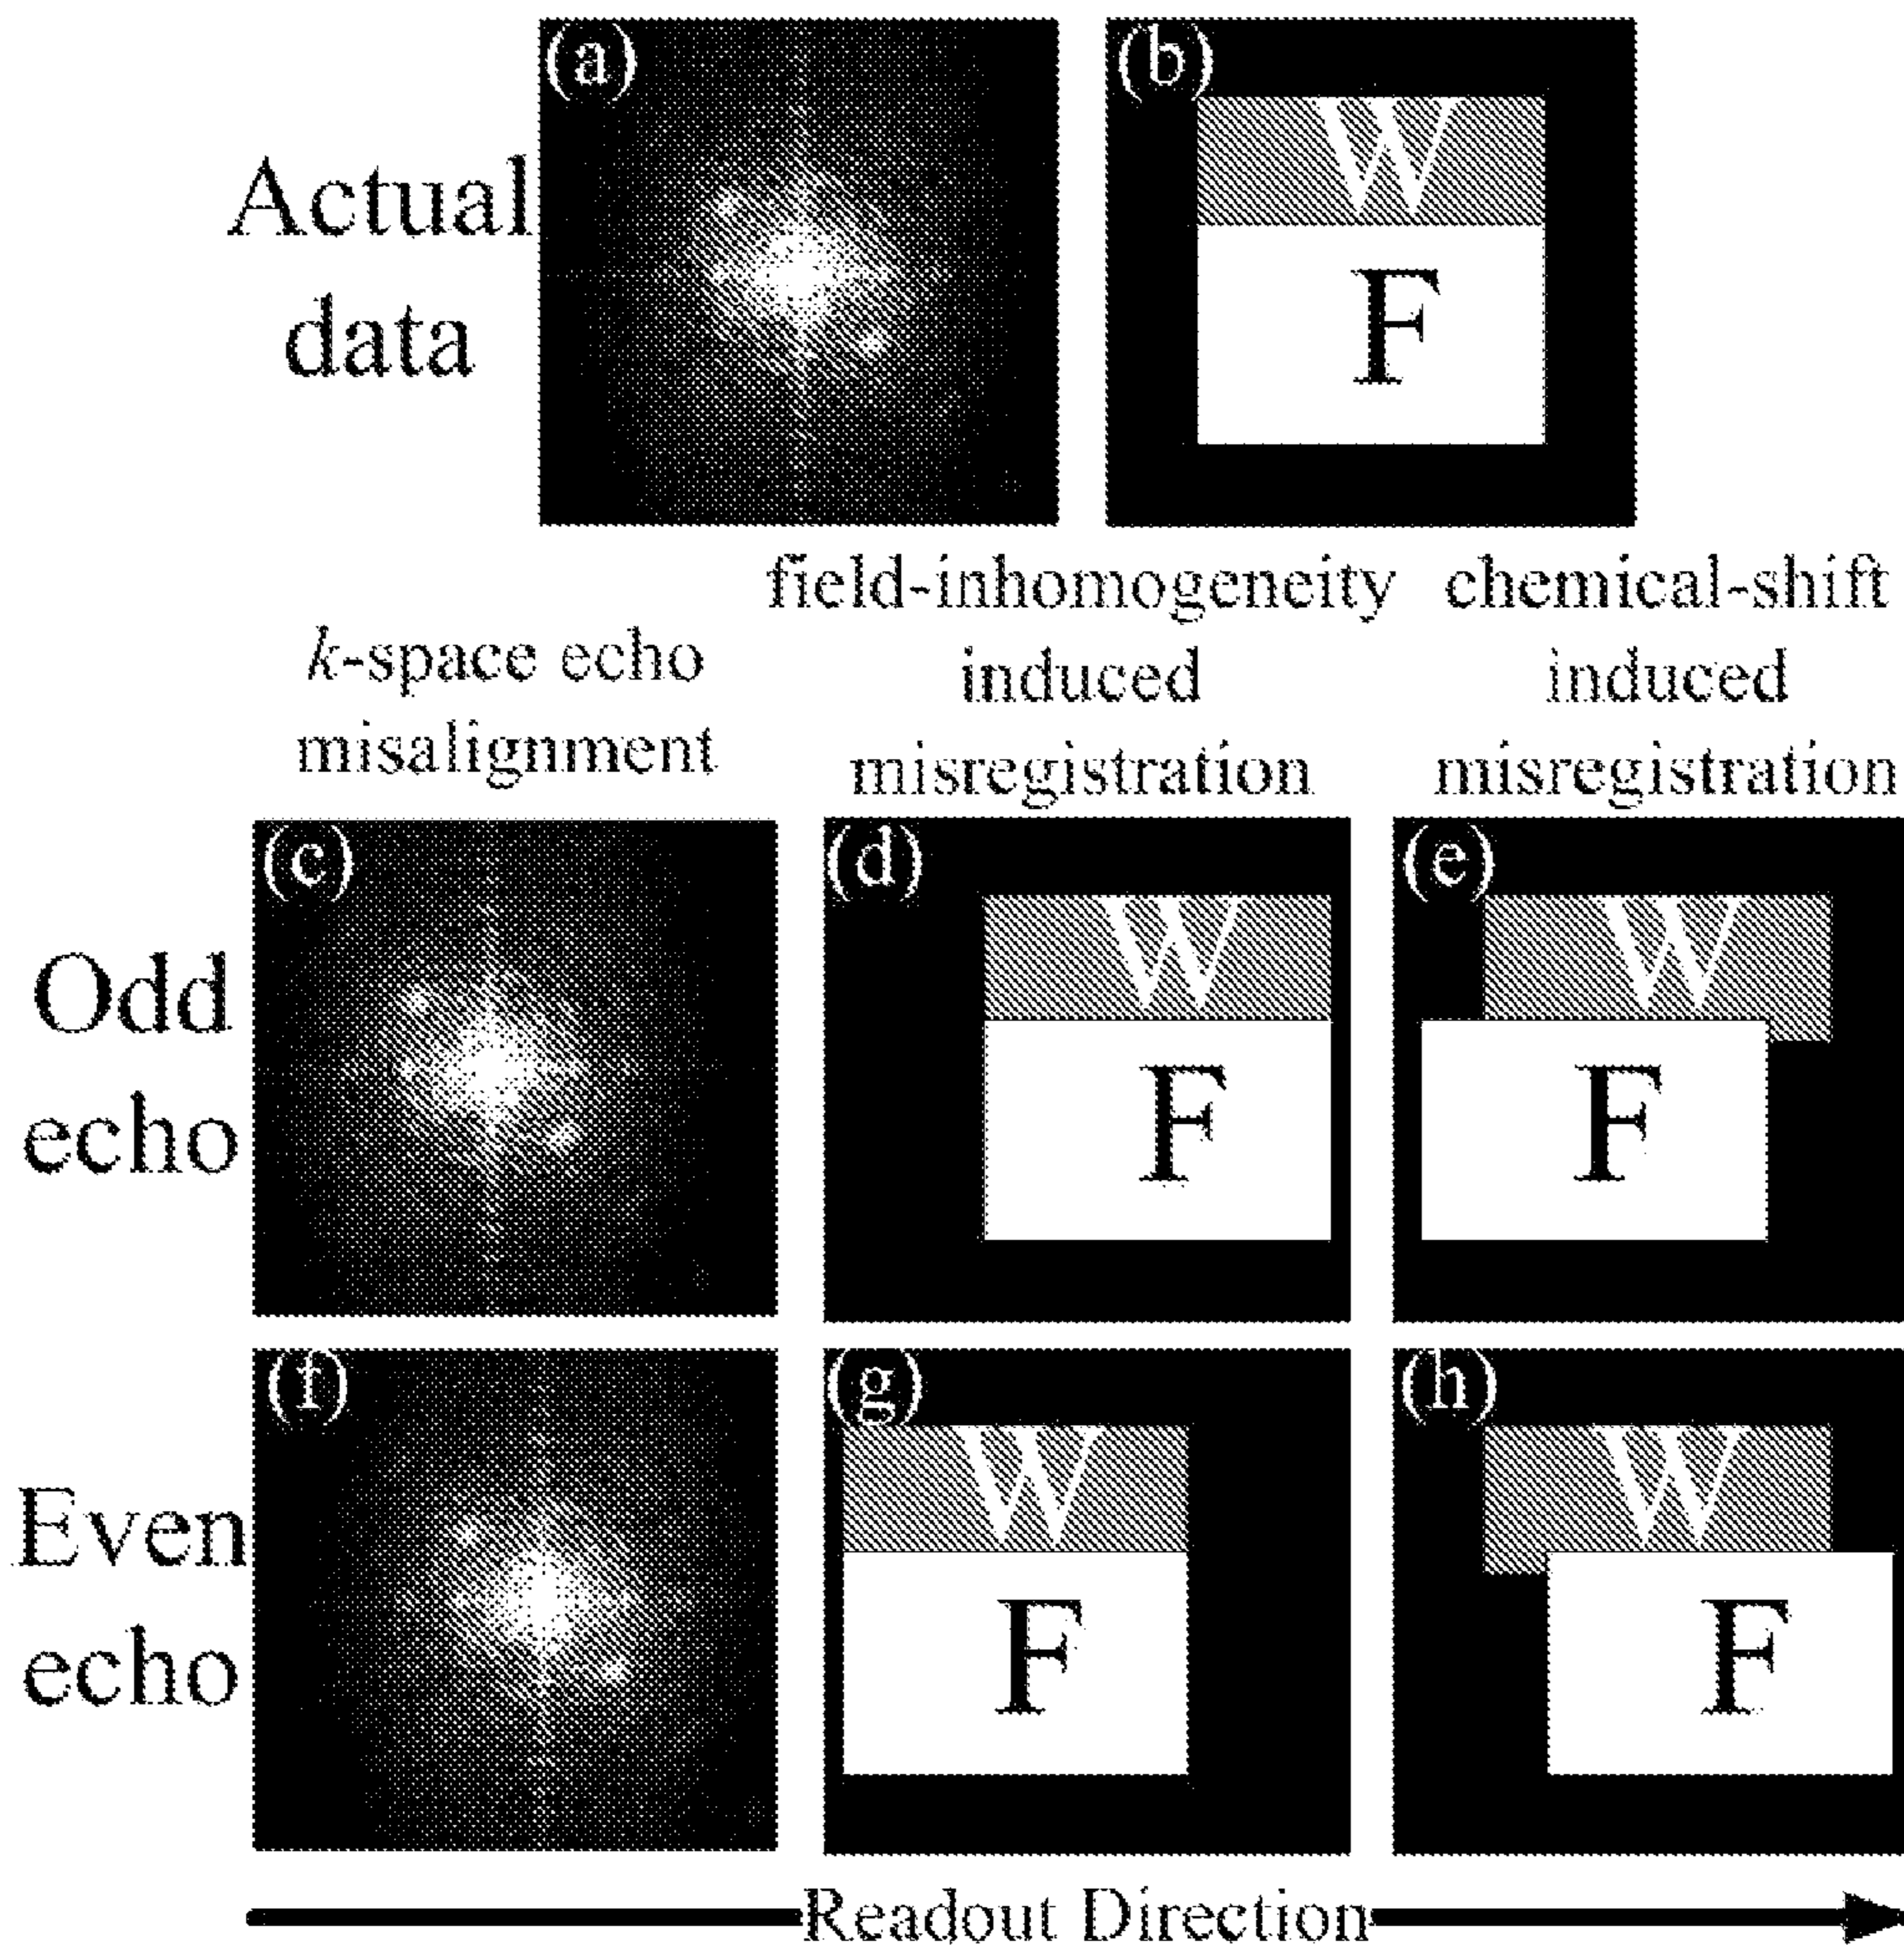 (a)
(b)
W
F
Actual
data
k-space echo
misalignment
field-inhomogeneity
induced
misregistration
chemical-shift
induced
misregistration
Odd
echo
(c)
(d)
W
F
(e)
W
F
Even
echo
(f)
(g)
W
F
(h)
W
F
Readout Direction